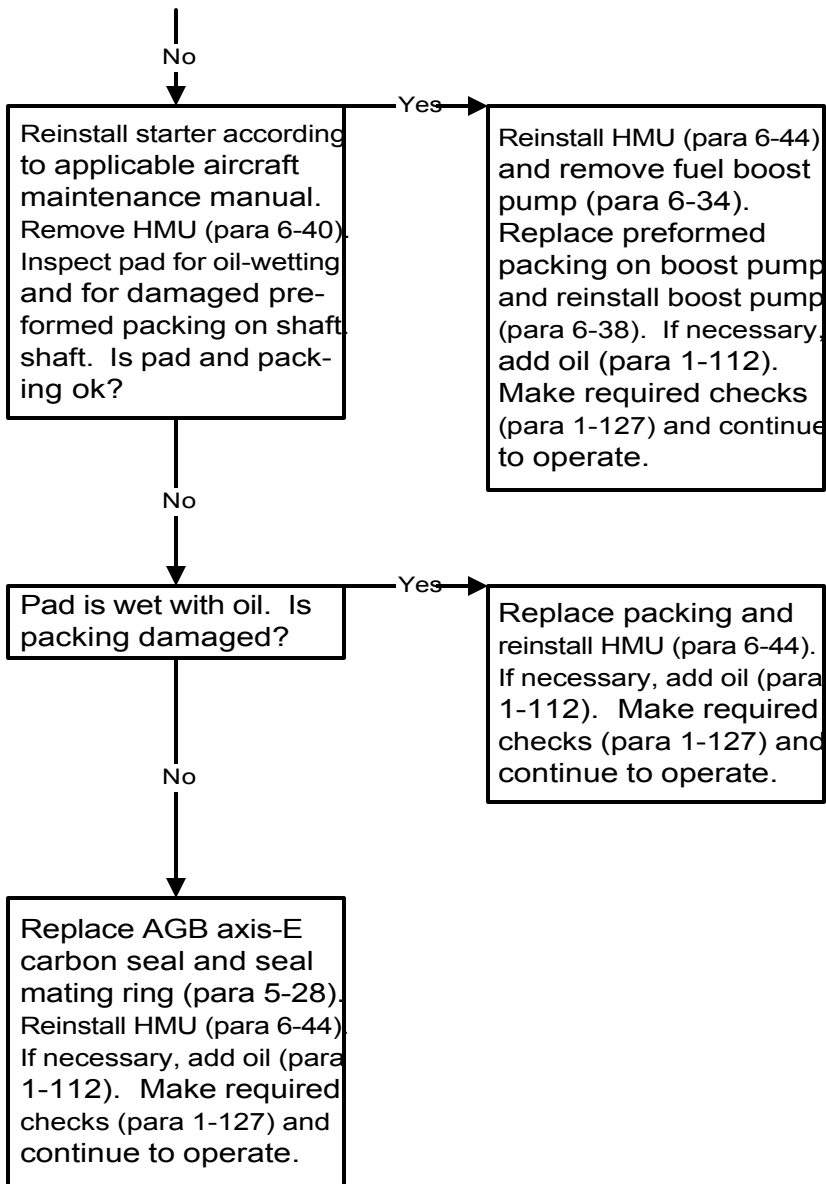 No
Reinstall starter according
to applicable aircraft
maintenance manual.
Remove HMU (para 6-40).
Inspect pad for oil-wetting
and for damaged pre-
formed packing on shaft.
shaft. Is pad and pack-
ing ok?
Yes
Reinstall HMU (para 6-44)
and remove fuel boost
pump (para 6-34).
Replace preformed
packing on boost pump
and reinstall boost pump
(para 6-38). If necessary,
add oil (para 1-112).
Make required checks
(para 1-127) and continue
to operate.
No
Pad is wet with oil. Is
packing damaged?
Yes
Replace packing and
reinstall HMU (para 6-44).
If necessary, add oil (para
1-112). Make required
checks (para 1-127) and
continue to operate.
No
Replace AGB axis-E
carbon seal and seal
mating ring (para 5-28).
Reinstall HMU (para 6-44).
If necessary, add oil (para
1-112). Make required
checks (para 1-127) and
continue to operate.